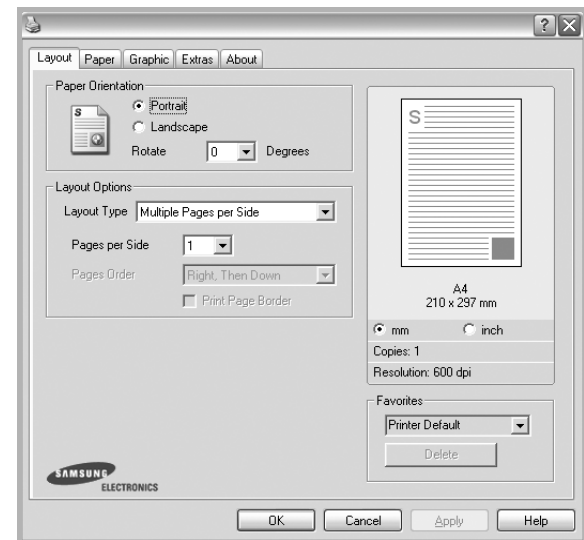 ?
Layout Paper Graphic Extras About
Paper Orientation
S
Portrait
Landscape
Rotate 0 Degrees
Layout Options
Layout Type Multiple Pages per Side
Pages per Side 1
Pages Order Right, Then Down
Print Page Border
SAMSUNG
ELECTRONICS
S
A4
210 x 297 mm
mm inch
Copies: 1
Resolution: 600 dpi
Favorites
Printer Default
Delete
OK Cancel Apply Help